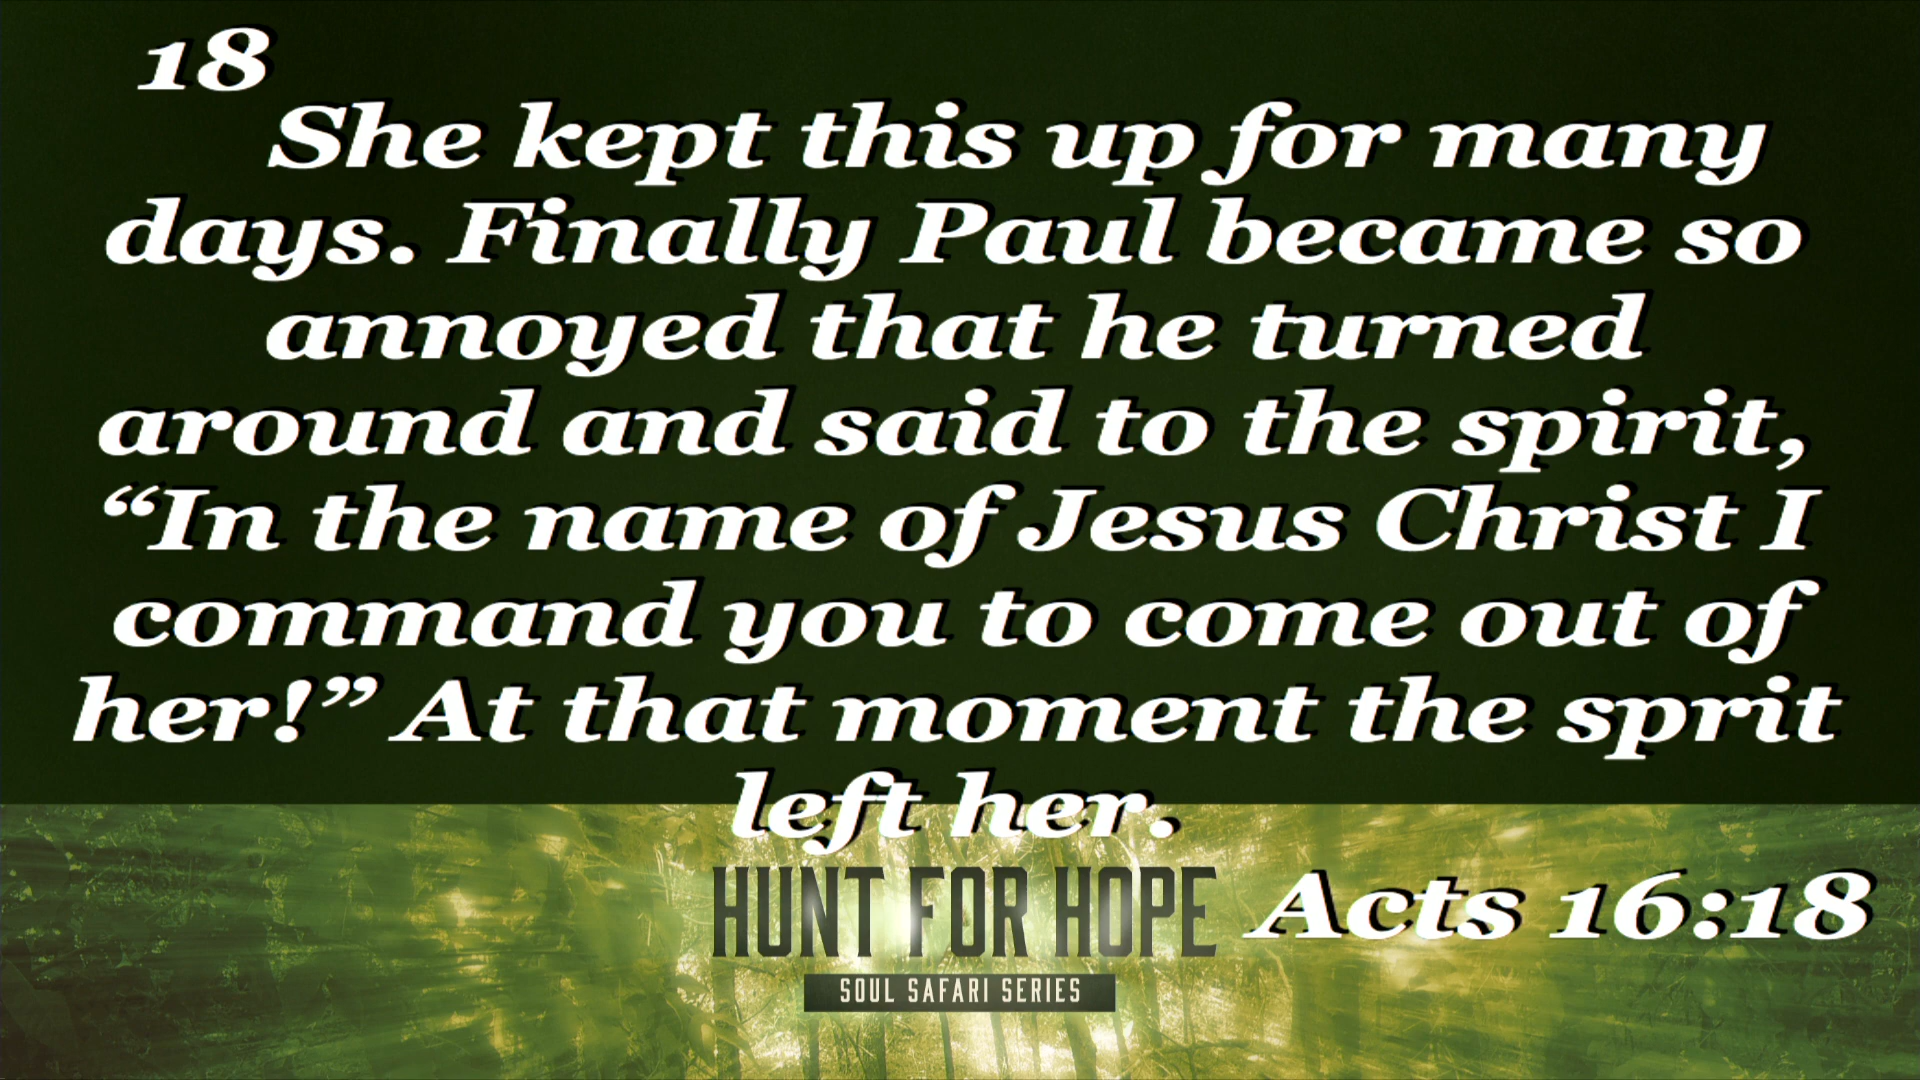 18
She kept this up for many
days. Finally Paul became so
annoyed that he turned
around and said to the spirit,
“In the name of Jesus Christ I
command you to come out of
her!” At that moment the sprit
left her.
HUNT FOR HOPE
Acts 16:18
SOUL SAFARI SERIES